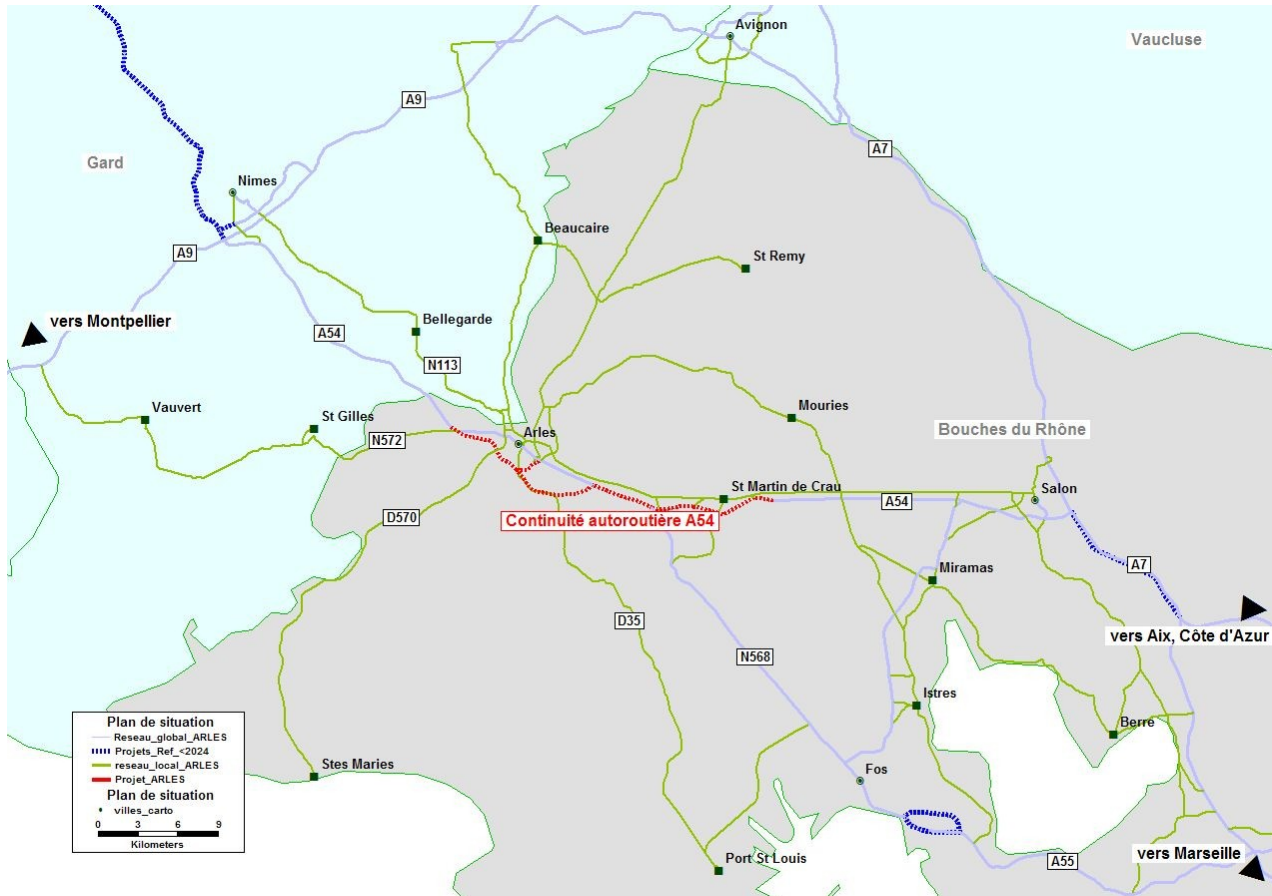 Avignon
Vaucluse
A9
A7
Gard
Nimes
Beaucaire
A9
St Remy
vers Montpellier
A54
Bellegarde
N113
Vauvert
St Gilles
Mouries
N572
Arles
Bouches du Rhône
St Martin de Crau
A54
Salon
D570
Continuité autoroutière A54
A7
Miramas
D35
vers Aix, Côte d'Azur
N568
Istres
Berre
Plan de situation
Reseau_global_ARLES
Projets_Ref_<2024
reseau_local_ARLES
Projet_ARLES
Plan de situation
villes_carto
0 3 6 9
Kilometers
Stes Maries
Fos
Port St Louis
A55
vers Marseille